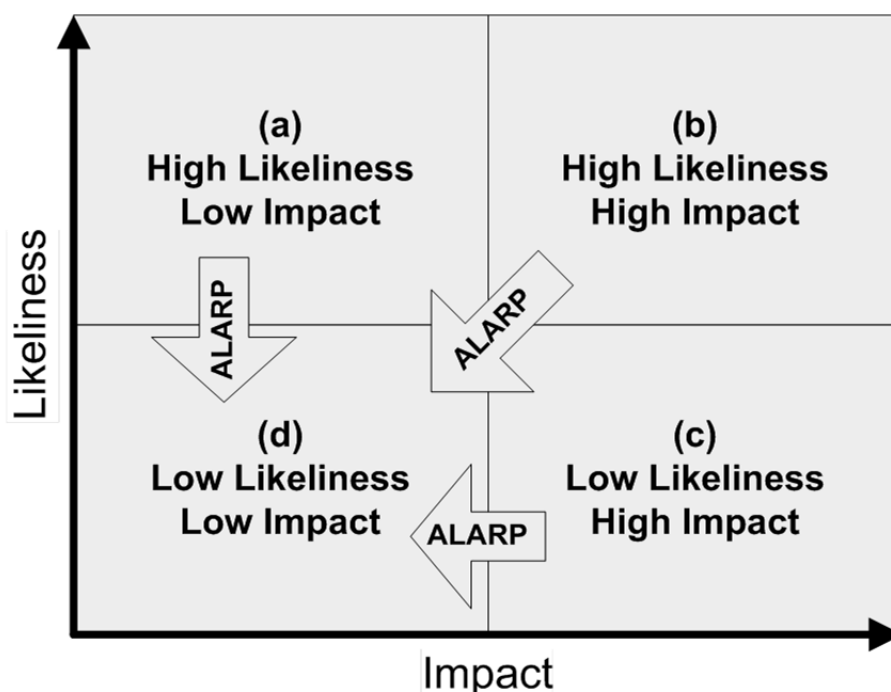 (a)
High Likeliness
Low Impact
(b)
High Likeliness
High Impact
ALARP
ALARP
Likeliness
(d)
Low Likeliness
Low Impact
(c)
Low Likeliness
High Impact
ALARP
Impact